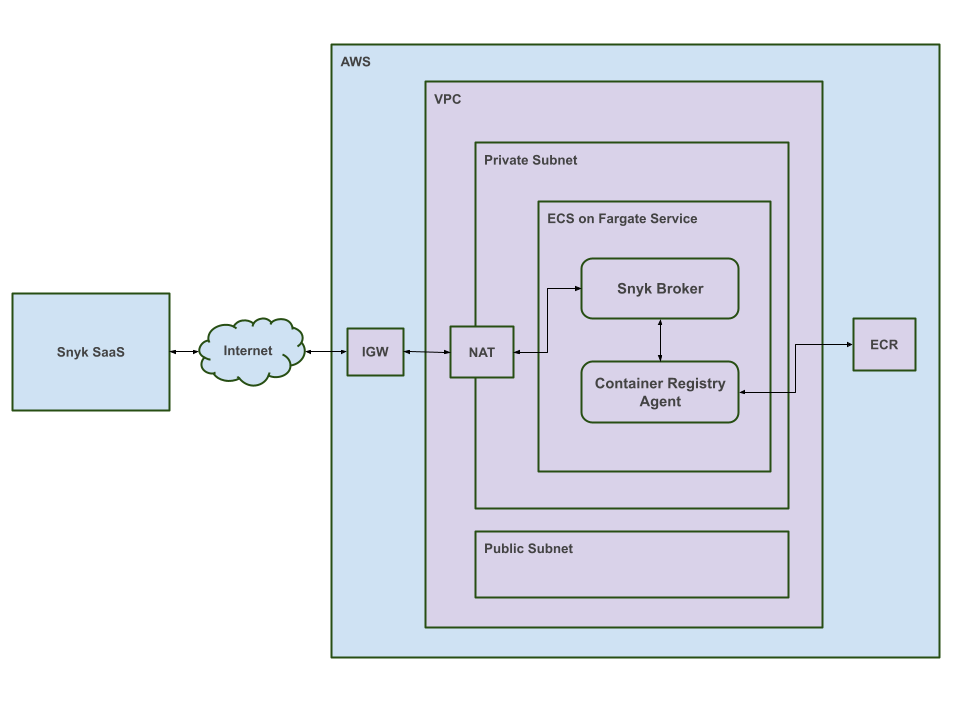 AWS
VPC
Private Subnet
ECS on Fargate Service
Snyk Broker
Snyk SaaS
Internet
IGW
NAT
ECR
Container Registry
Agent
Public Subnet